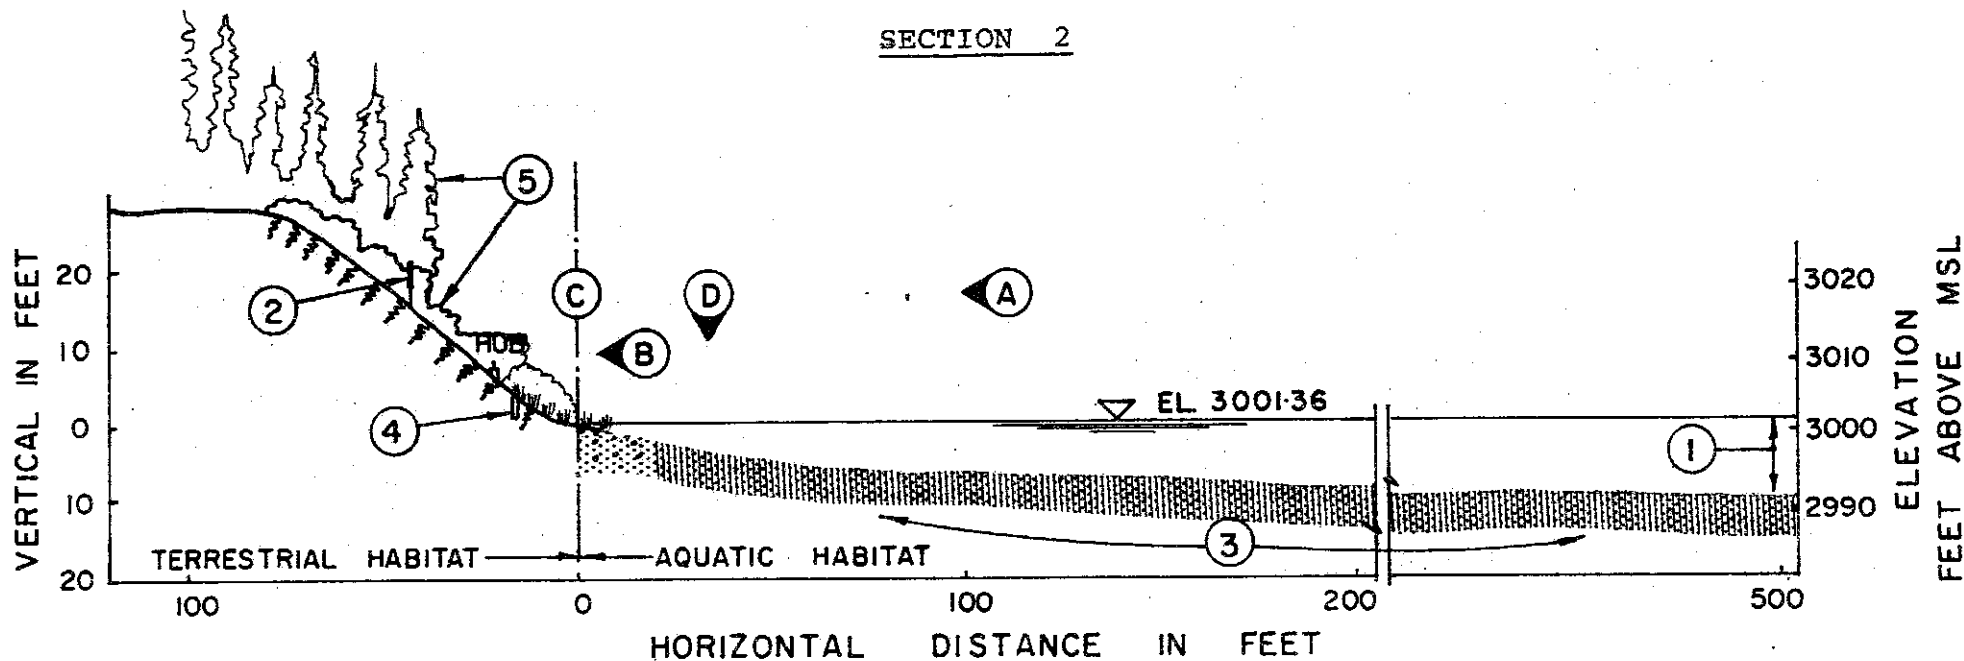 SECTION 2
5
C
D
A
2
B
HUB
EL. 3001·36
4
1
3
VERTICAL IN FEET
20
10
0
10
20
3020
3010
3000
2990
ELEVATION
FEET ABOVE MSL
TERRESTRIAL HABITAT
AQUATIC HABITAT
100
0
100
200
500
HORIZONTAL DISTANCE IN FEET